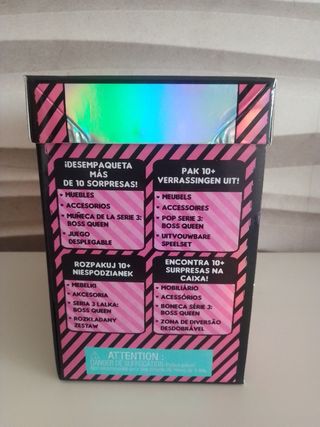 ¡DESEMPAQUETA
MÁS
DE 10 SORPRESAS!
• MUEBLES
• ACCESORIOS
• MUÑECA DE LA SERIE 3:
BOSS QUEEN
• JUEGO
DESPLEGABLE
PAK 10+
VERRASSINGEN UIT!
• MEUBELS
• ACCESSOIRES
• POP SERIE 3:
BOSS QUEEN
• UITVOUWBARE
SPEELSET
ROZPAKUJ 10+
NIESPODZIANEK
• MEBELKI
• AKCESORIA
• SERIA 3 LALKA:
BOSS QUEEN
• ROZKŁADANY
ZESTAW
ENCONTRA 10+
SURPRESAS NA
CAIXA!
• MOBILIÁRIO
• ACESSÓRIOS
• BONECA SÉRIE 3:
BOSS QUEEN
• ZONA DE DIVERSÃO
DESDOBRÁVEL
ATTENTION :
DANGER DE SUFFOCATION